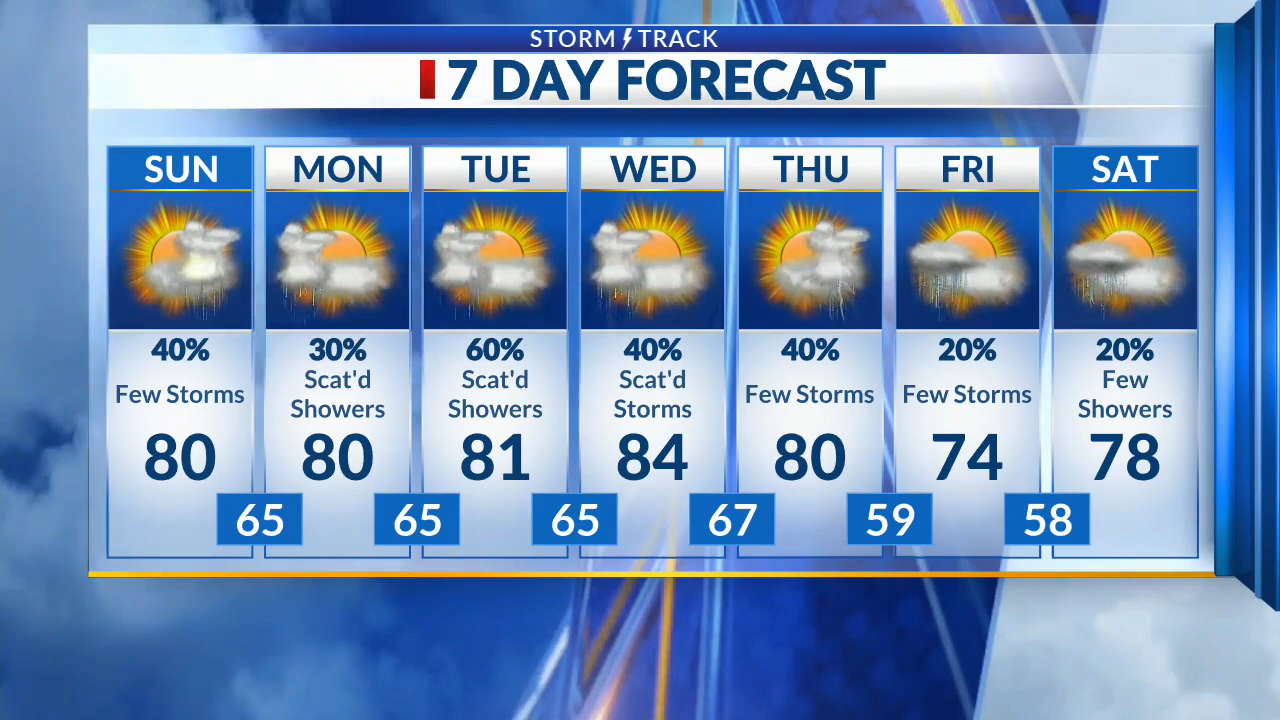 STORM TRACK
7 DAY FORECAST
SUN
40%
Few Storms
80
65
MON
30%
Scat'd
Showers
80
65
TUE
60%
Scat'd
Showers
81
65
WED
40%
Scat'd
Storms
84
67
THU
40%
Few Storms
80
59
FRI
20%
Few Storms
74
58
SAT
20%
Few
Showers
78